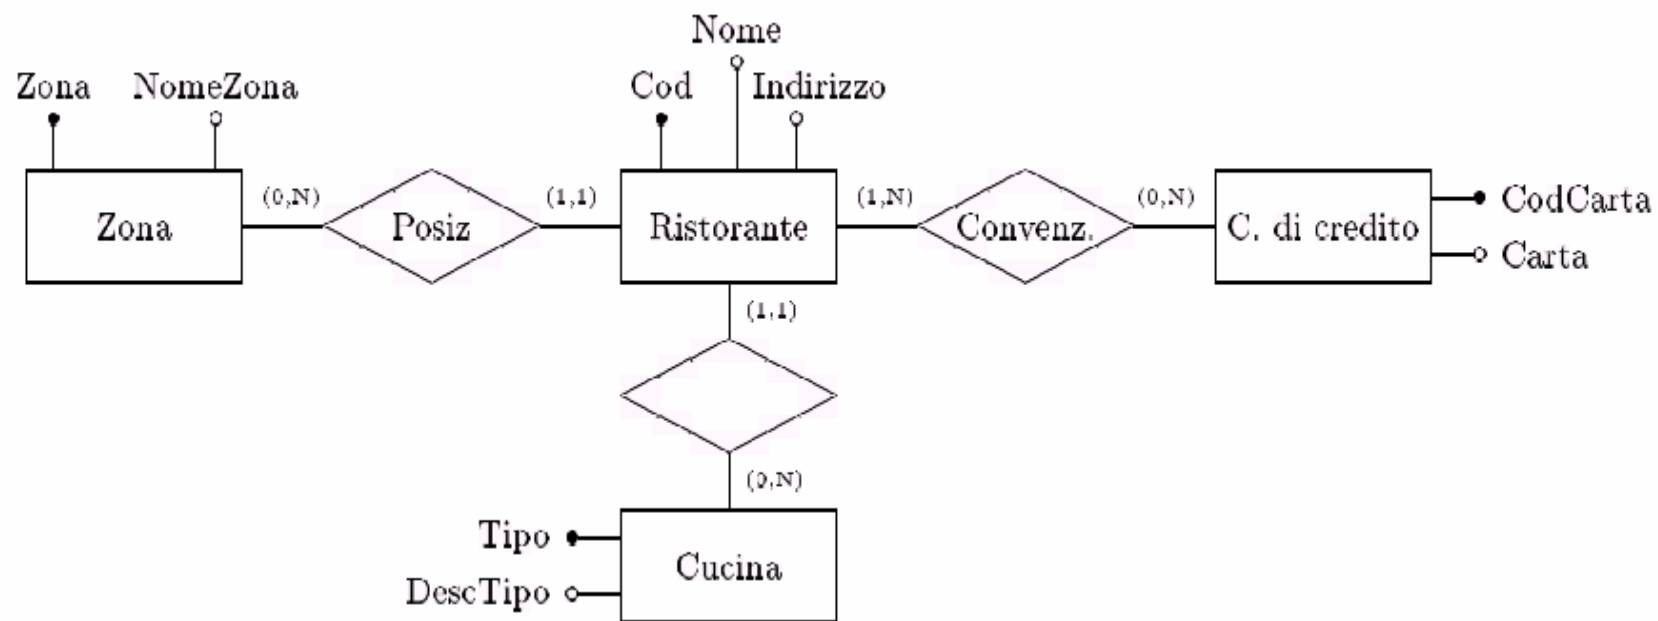 Nome
Zona NomeZona Cod Indirizzo
Zona (0,N) Posiz (1,1) Ristorante (1,N) Convenz. (0,N) C. di credito CodCarta
Carta
(1,1)
(0,N)
Tipo
Cucina
DescTipo